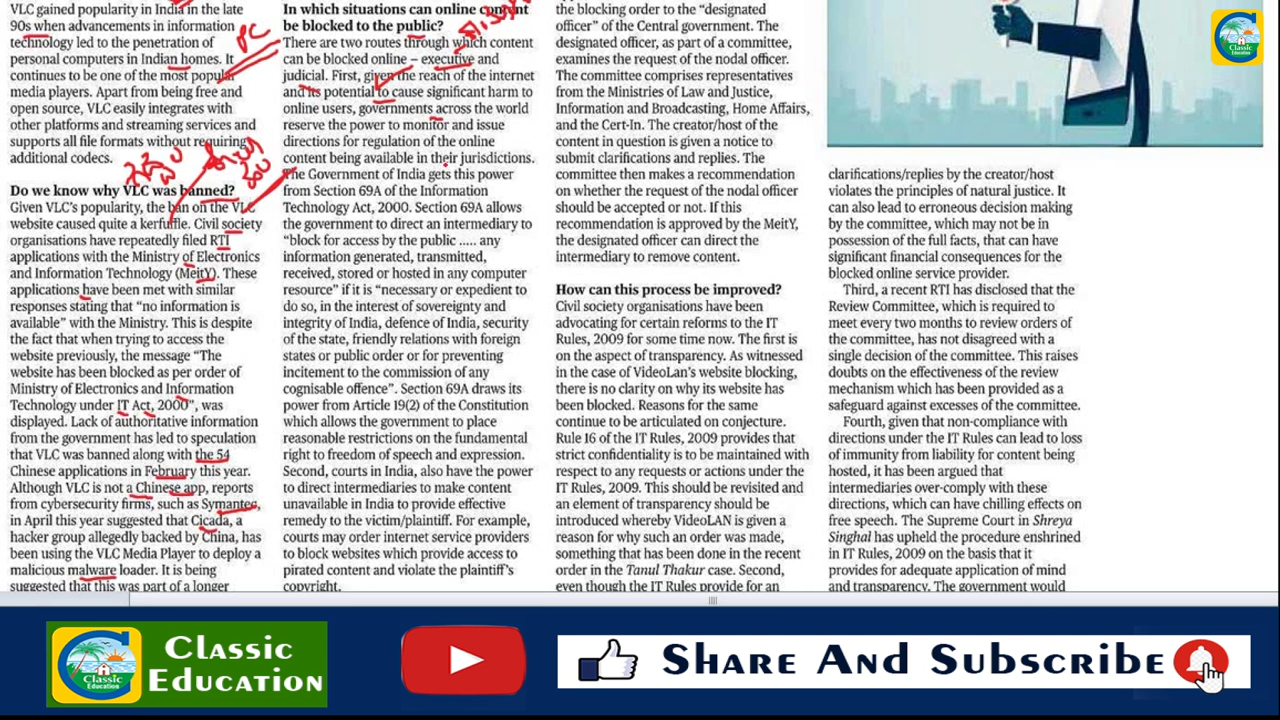 VLC gained popularity in India in the late
90s when advancements in information
technology led to the penetration of
personal computers in Indian homes. It
continues to be one of the most popular
media players. Apart from being free and
open source, VLC easily integrates with
other platforms and streaming services and
supports all file formats without requiring
additional codecs.
Do we know why VLC was banned?
Given VLC's popularity, the ban on the VLC
website caused quite a kerfuffle. Civil society
organisations have repeatedly filed RTI
applications with the Ministry of Electronics
and Information Technology (MeitY). These
applications have been met with similar
responses stating that “no information is
available” with the Ministry. This is despite
the fact that when trying to access the
website previously, the message “The
website has been blocked as per order of
Ministry of Electronics and Information
Technology under IT Act, 2000”, was
displayed. Lack of authoritative information
from the government has led to speculation
that VLC was banned along with the 54
Chinese applications in February this year.
Although VLC is not a Chinese app, reports
from cybersecurity firms, such as Symantec,
in April this year suggested that Cicada, a
hacker group allegedly backed by China, has
been using the VLC Media Player to deploy a
malicious malware loader. It is being
suggested that this was part of a longer
In which situations can online content
be blocked to the public?
There are two routes through which content
can be blocked online – executive and
judicial. First, given the reach of the internet
and its potential to cause significant harm to
online users, governments across the world
reserve the power to monitor and issue
directions for regulation of the online
content being available in their jurisdictions.
The Government of India gets this power
from Section 69A of the Information
Technology Act, 2000. Section 69A allows
the government to direct an intermediary to
“block for access by the public ..... any
information generated, transmitted,
received, stored or hosted in any computer
resource” if it is “necessary or expedient to
do so, in the interest of sovereignty and
integrity of India, defence of India, security
of the state, friendly relations with foreign
states or public order or for preventing
incitement to the commission of any
cognisable offence”. Section 69A draws its
power from Article 19(2) of the Constitution
which allows the government to place
reasonable restrictions on the fundamental
right to freedom of speech and expression.
Second, courts in India, also have the power
to direct intermediaries to make content
unavailable in India to provide effective
remedy to the victim/plaintiff. For example,
courts may order internet service providers
to block websites which provide access to
pirated content and violate the plaintiff's
copyright.
the blocking order to the “designated
officer” of the Central government. The
designated officer, as part of a committee,
examines the request of the nodal officer.
The committee comprises representatives
from the Ministries of Law and Justice,
Information and Broadcasting, Home Affairs,
and the Cert-In. The creator/host of the
content in question is given a notice to
submit clarifications and replies. The
committee then makes a recommendation
on whether the request of the nodal officer
should be accepted or not. If this
recommendation is approved by the MeitY,
the designated officer can direct the
intermediary to remove content.
How can this process be improved?
Civil society organisations have been
advocating for certain reforms to the IT
Rules, 2009 for some time now. The first is
on the aspect of transparency. As witnessed
in the case of VideoLan's website blocking,
there is no clarity on why its website has
been blocked. Reasons for the same
continue to be articulated on conjecture.
Rule 16 of the IT Rules, 2009 provides that
strict confidentiality is to be maintained with
respect to any requests or actions under the
IT Rules, 2009. This should be revisited and
an element of transparency should be
introduced whereby VideoLAN is given a
reason for why such an order was made,
something that has been done in the recent
order in the Tanul Thakur case. Second,
even though the IT Rules provide for an
clarifications/replies by the creator/host
violates the principles of natural justice. It
can also lead to erroneous decision making
by the committee, which may not be in
possession of the full facts, that can have
significant financial consequences for the
blocked online service provider.
Third, a recent RTI has disclosed that the
Review Committee, which is required to
meet every two months to review orders of
the committee, has not disagreed with a
single decision of the committee. This raises
doubts on the effectiveness of the review
mechanism which has been provided as a
safeguard against excesses of the committee.
Fourth, given that non-compliance with
directions under the IT Rules can lead to loss
of immunity from liability for content being
hosted, it has been argued that
intermediaries over-comply with these
directions, which can have chilling effects on
free speech. The Supreme Court in Shreya
Singhal has upheld the procedure enshrined
in IT Rules, 2009 on the basis that it
provides for adequate application of mind
and transparency. The government would
PC
Classic
Education
Classic
Education
Classic
Education
Share And Subscribe